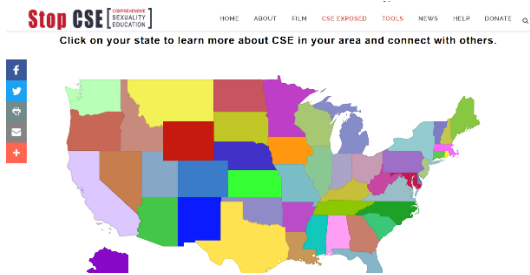 Stop CSE [COMPREHENSIVE SEXUALITY EDUCATION]
HOME ABOUT FILM CSE EXPOSED TOOLS NEWS HELP DONATE
Click on your state to learn more about CSE in your area and connect with others.